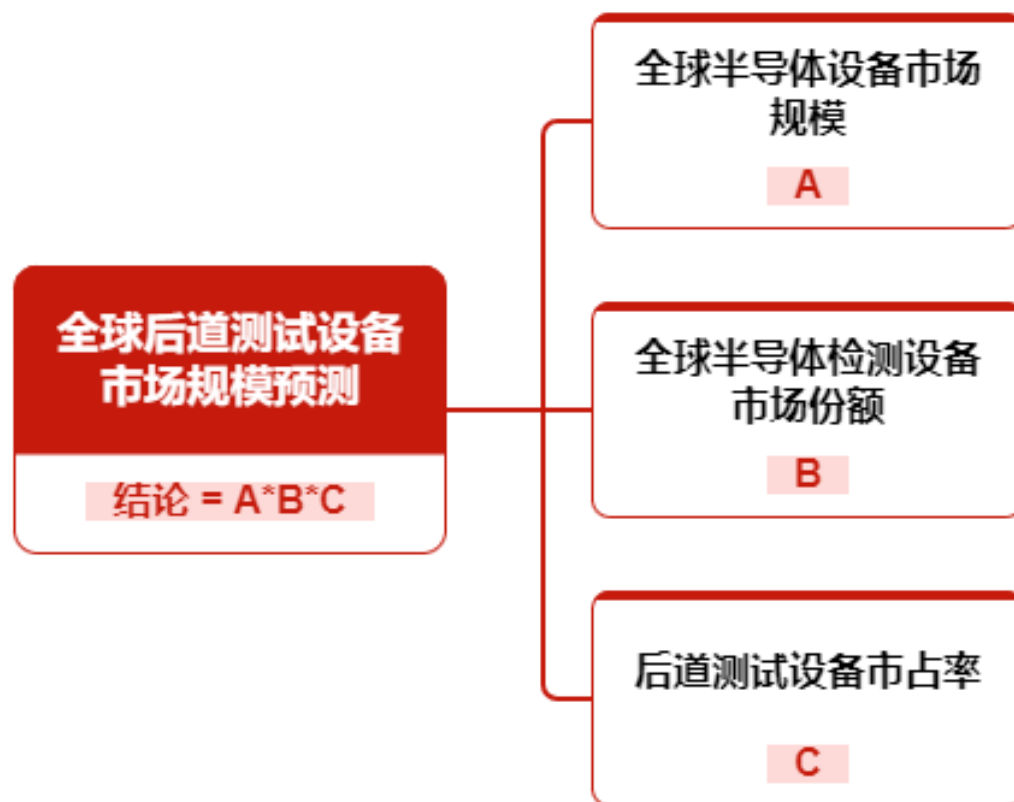 全球半导体设备市场
规模
A
全球后道测试设备
市场规模预测
结论 = A*B*C
全球半导体检测设备
市场份额
B
后道测试设备市占率
C